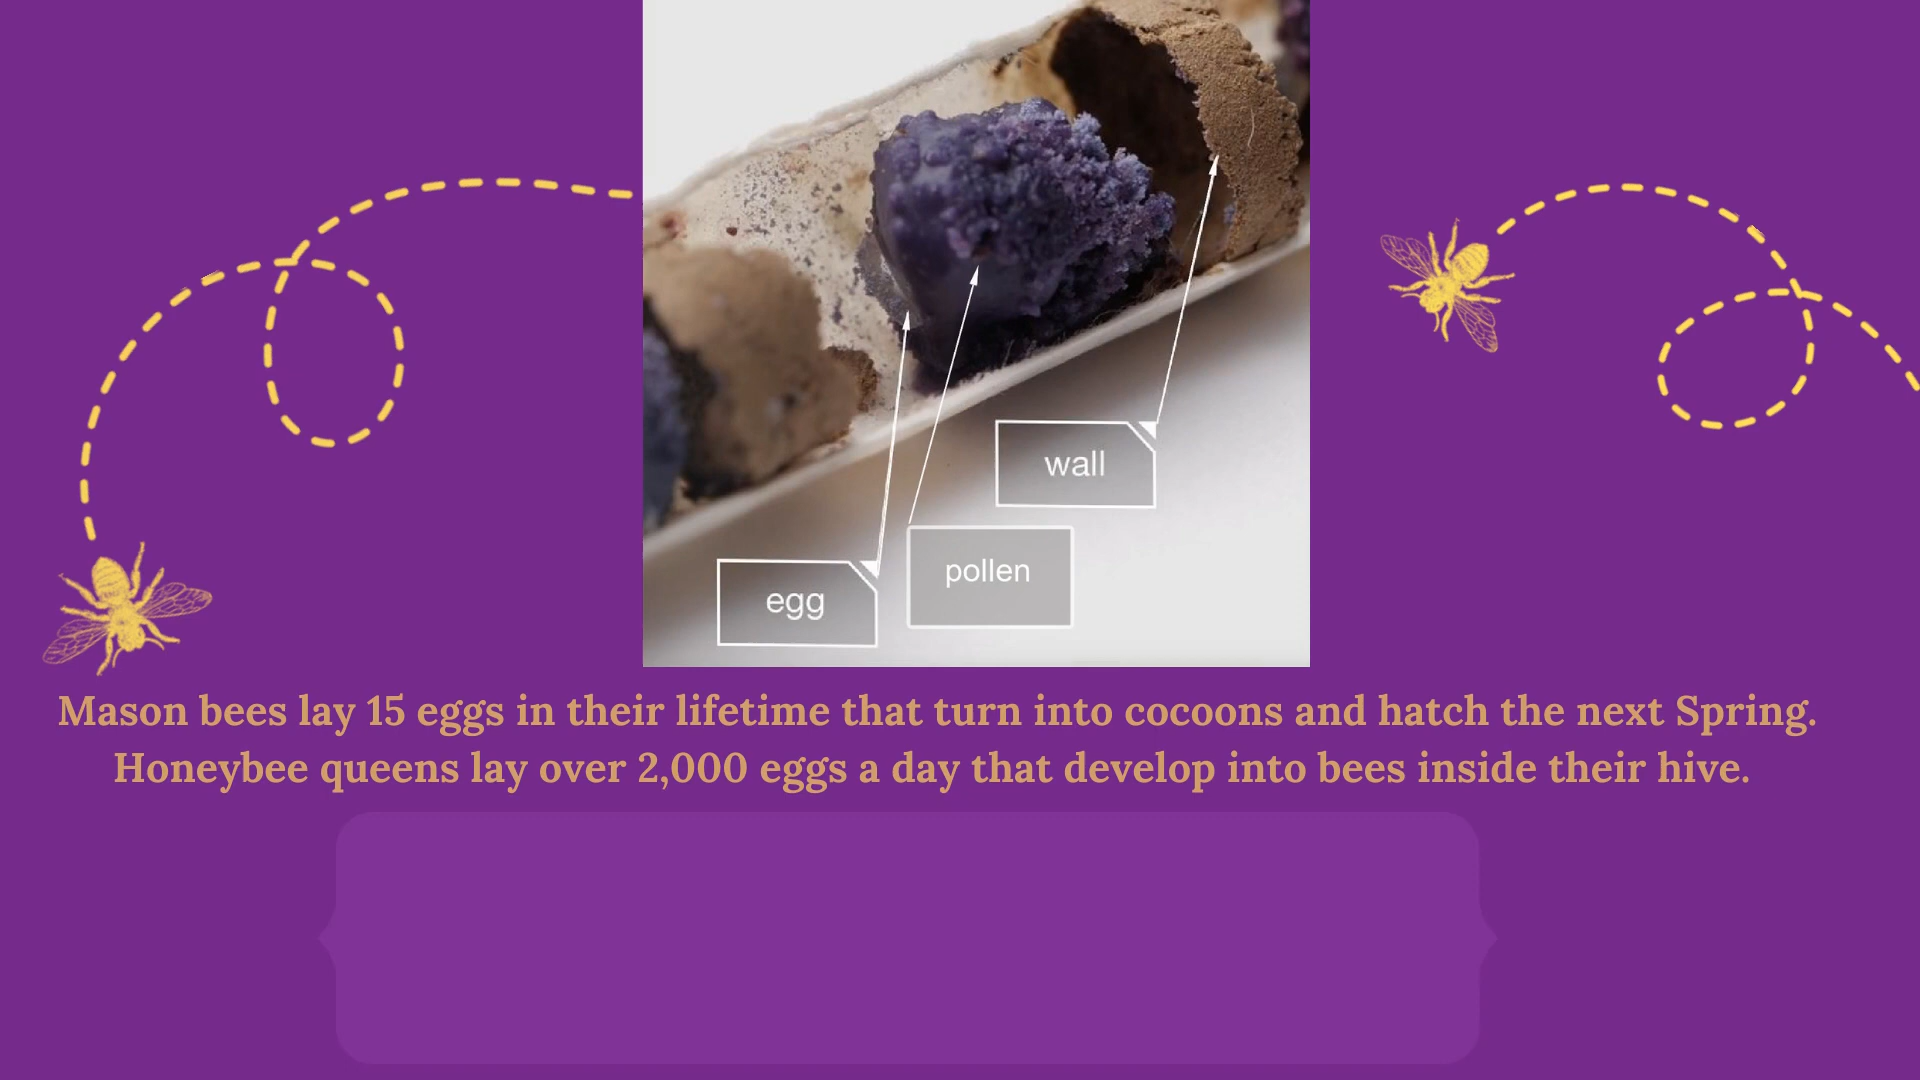 wall
pollen
egg
Mason bees lay 15 eggs in their lifetime that turn into cocoons and hatch the next Spring.
Honeybee queens lay over 2,000 eggs a day that develop into bees inside their hive.